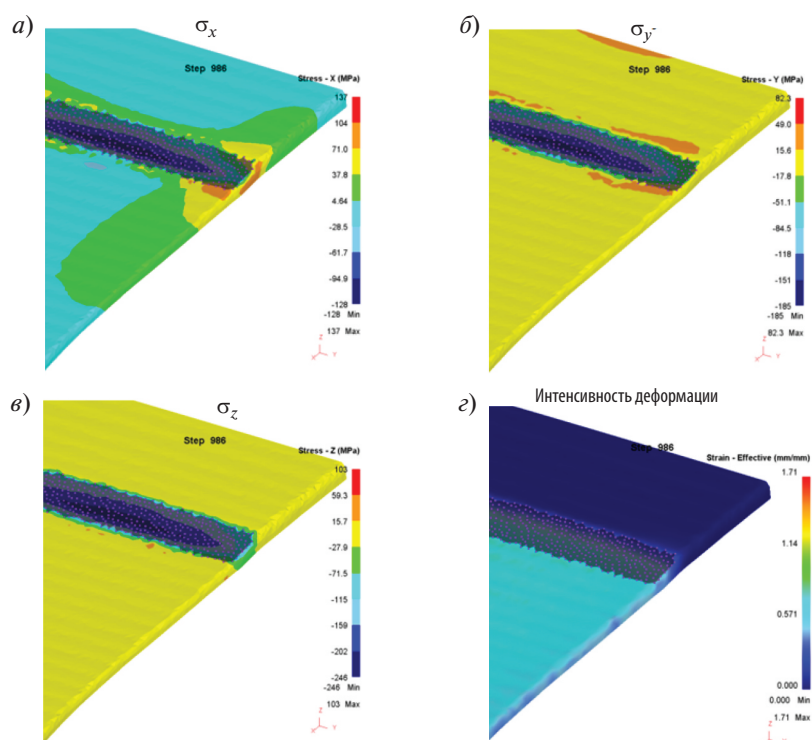 а)
σx
Step 986
Stress - X (MPa)
137
104
71.0
37.8
4.64
-28.5
-61.7
-94.9
-128
-128 Min
137 Max
Z
X Y
б)
σy-
Step 986
Stress - Y (MPa)
82.3
49.0
15.6
-17.8
-51.1
-84.5
-118
-151
-185
-185 Min
82.3 Max
Z
X Y
в)
σz
Step 986
Stress - Z (MPa)
103
59.3
15.7
-27.9
-71.5
-115
-159
-202
-246
-246 Min
103 Max
Z
X Y
г)
Интенсивность деформации
Step 986
Strain - Effective (mm/mm)
1.71
1.14
0.571
0.000
0.000 Min
1.71 Max
Z